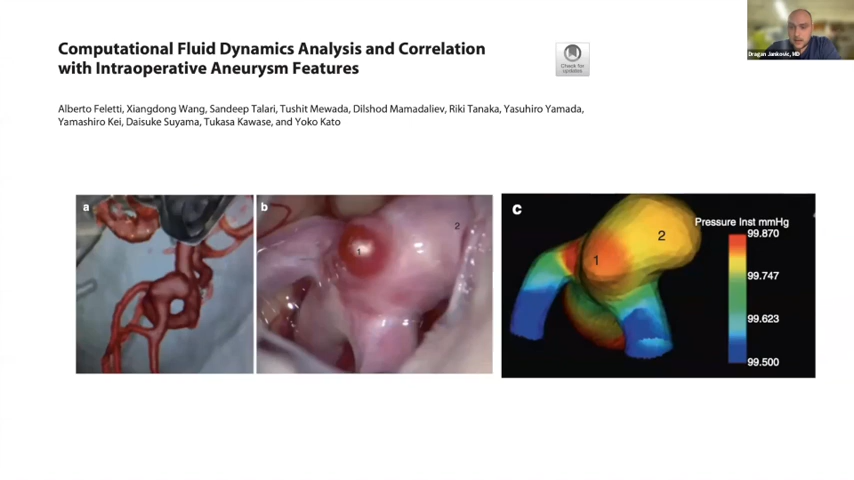 Computational Fluid Dynamics Analysis and Correlation
with Intraoperative Aneurysm Features
Check for
updates
Dragan Jankovic, MD
Alberto Feletti, Xiangdong Wang, Sandeep Talari, Tushit Mewada, Dilshod Mamadaliev, Riki Tanaka, Yasuhiro Yamada,
Yamashiro Kei, Daisuke Suyama, Tukasa Kawase, and Yoko Kato
a
b
1
2
c
1
2
Pressure Inst mmHg
99.870
99.747
99.623
99.500